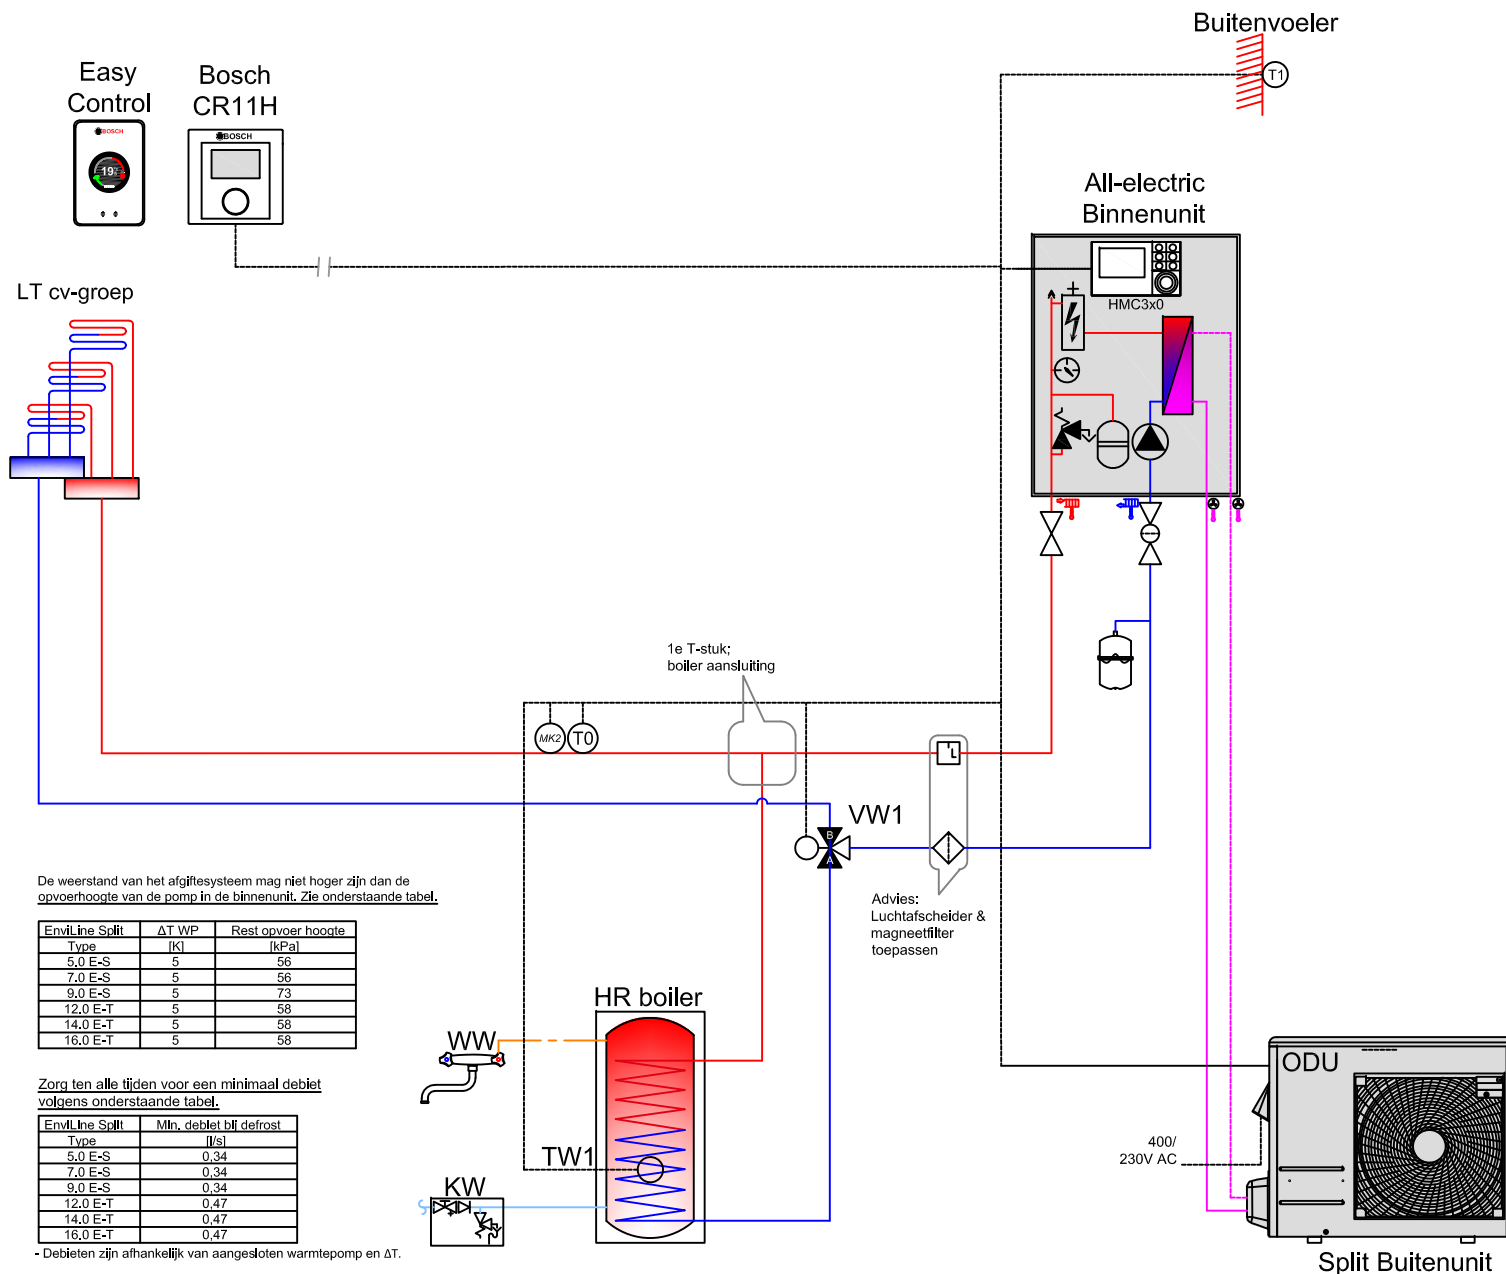 Buitenvoeler
T1
Easy
Control
BOSCH
19
Bosch
CR11H
BOSCH
All-electric
Binnenunit
HMC3x0
LT cv-groep
1e T-stuk;
boiler aansluiting
MK2
T0
VW1
B
A
Advies:
Luchtafscheider &
magneetfilter
toepassen
De weerstand van het afgiftesysteem mag niet hoger zijn dan de
opvoerhoogte van de pomp in de binnenunit. Zie onderstaande tabel.
EnviLine Split ΔT WP Rest opvoer hoogte
Type [K] [kPa]
5.0 E-S 5 56
7.0 E-S 5 56
9.0 E-S 5 73
12.0 E-T 5 58
14.0 E-T 5 58
16.0 E-T 5 58
Zorg ten alle tijden voor een minimaal debiet
volgens onderstaande tabel.
EnviLine Split Min. debiet bij defrost
Type [l/s]
5.0 E-S 0,34
7.0 E-S 0,34
9.0 E-S 0,34
12.0 E-T 0,47
14.0 E-T 0,47
16.0 E-T 0,47
- Debieten zijn afhankelijk van aangesloten warmtepomp en ΔT.
HR boiler
WW
TW1
KW
ODU
400/
230V AC
Split Buitenunit